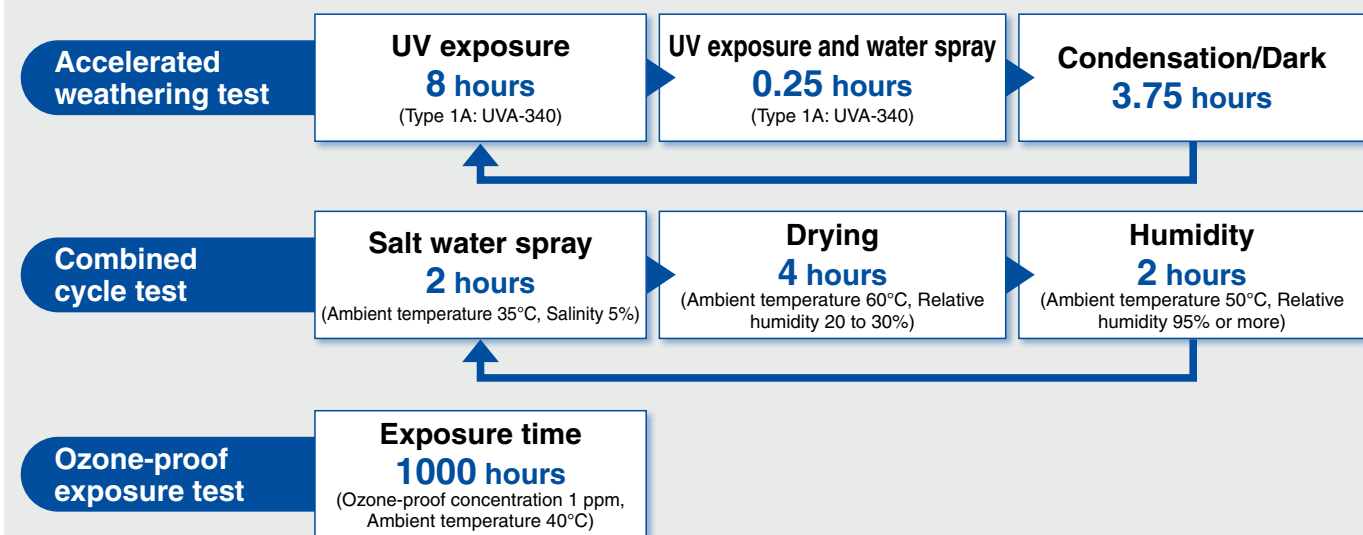 Accelerated
weathering test
UV exposure
8 hours
(Type 1A: UVA-340)
UV exposure and water spray
0.25 hours
(Type 1A: UVA-340)
Condensation/Dark
3.75 hours
Combined
cycle test
Salt water spray
2 hours
(Ambient temperature 35°C, Salinity 5%)
Drying
4 hours
(Ambient temperature 60°C, Relative
humidity 20 to 30%)
Humidity
2 hours
(Ambient temperature 50°C, Relative
humidity 95% or more)
Ozone-proof
exposure test
Exposure time
1000 hours
(Ozone-proof concentration 1 ppm,
Ambient temperature 40°C)